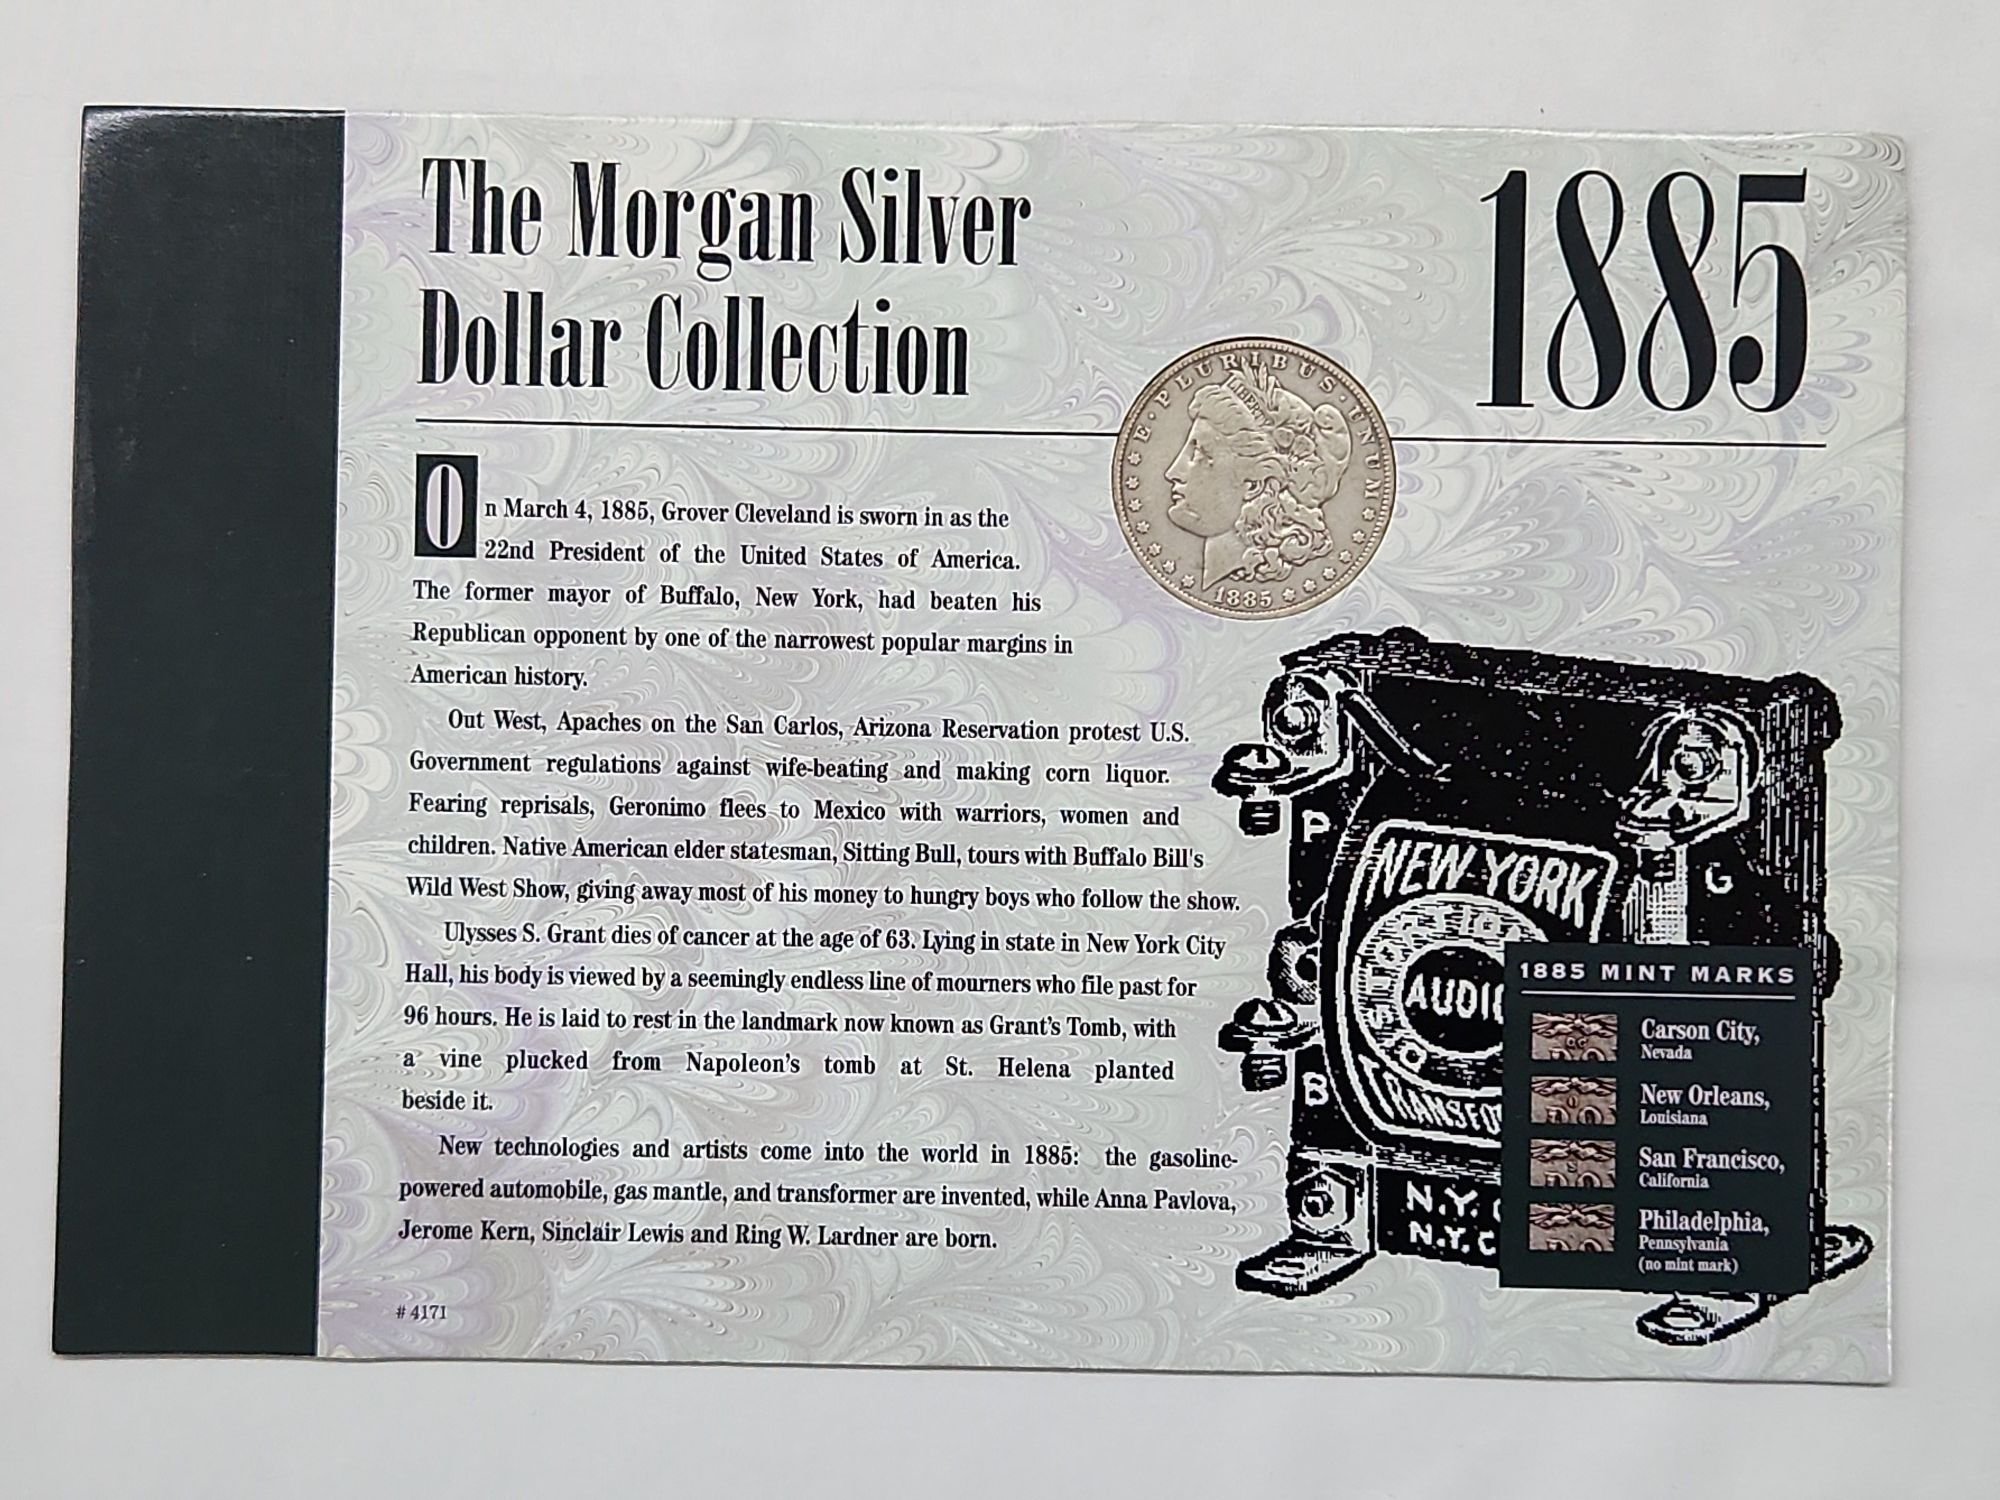 The Morgan Silver
Dollar Collection
1885
E · PLURIBUS · UNUM
LIBERTY
1885
On March 4, 1885, Grover Cleveland is sworn in as the
22nd President of the United States of America.
The former mayor of Buffalo, New York, had beaten his
Republican opponent by one of the narrowest popular margins in
American history.
Out West, Apaches on the San Carlos, Arizona Reservation protest U.S.
Government regulations against wife-beating and making corn liquor.
Fearing reprisals, Geronimo flees to Mexico with warriors, women and
children. Native American elder statesman, Sitting Bull, tours with Buffalo Bill's
Wild West Show, giving away most of his money to hungry boys who follow the show.
Ulysses S. Grant dies of cancer at the age of 63. Lying in state in New York City
Hall, his body is viewed by a seemingly endless line of mourners who file past for
96 hours. He is laid to rest in the landmark now known as Grant's Tomb, with
a vine plucked from Napoleon's tomb at St. Helena planted
beside it.
New technologies and artists come into the world in 1885: the gasoline-
powered automobile, gas mantle, and transformer are invented, while Anna Pavlova,
Jerome Kern, Sinclair Lewis and Ring W. Lardner are born.
# 4171
P
G
NEW-YORK
AUDIO
TRANSFO
B
N.Y.
N.Y.C
1885 MINT MARKS
Carson City,
Nevada
New Orleans,
Louisiana
San Francisco,
California
Philadelphia,
Pennsylvania
(no mint mark)